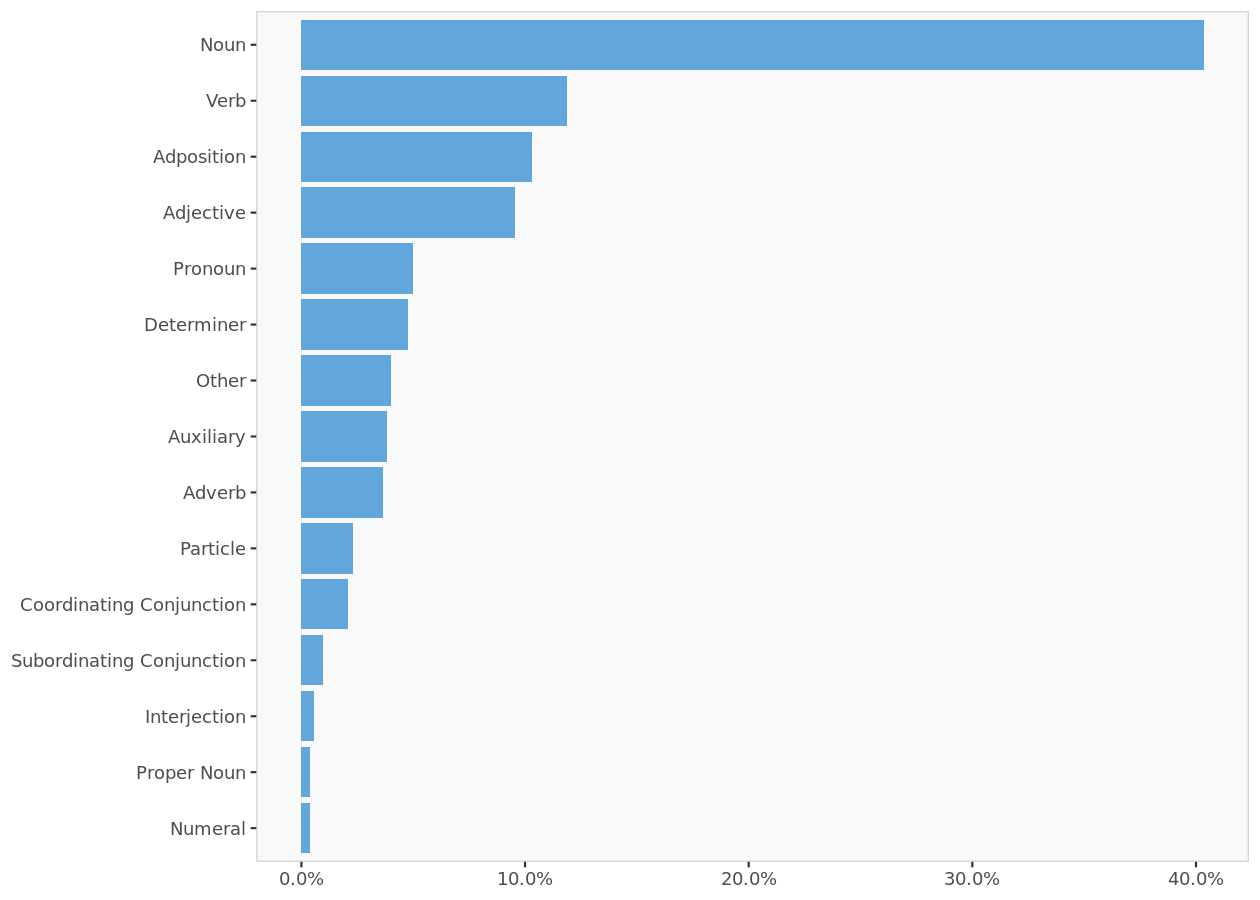 Noun
Verb
Adposition
Adjective
Pronoun
Determiner
Other
Auxiliary
Adverb
Particle
Coordinating Conjunction
Subordinating Conjunction
Interjection
Proper Noun
Numeral
0.0% 10.0% 20.0% 30.0% 40.0%